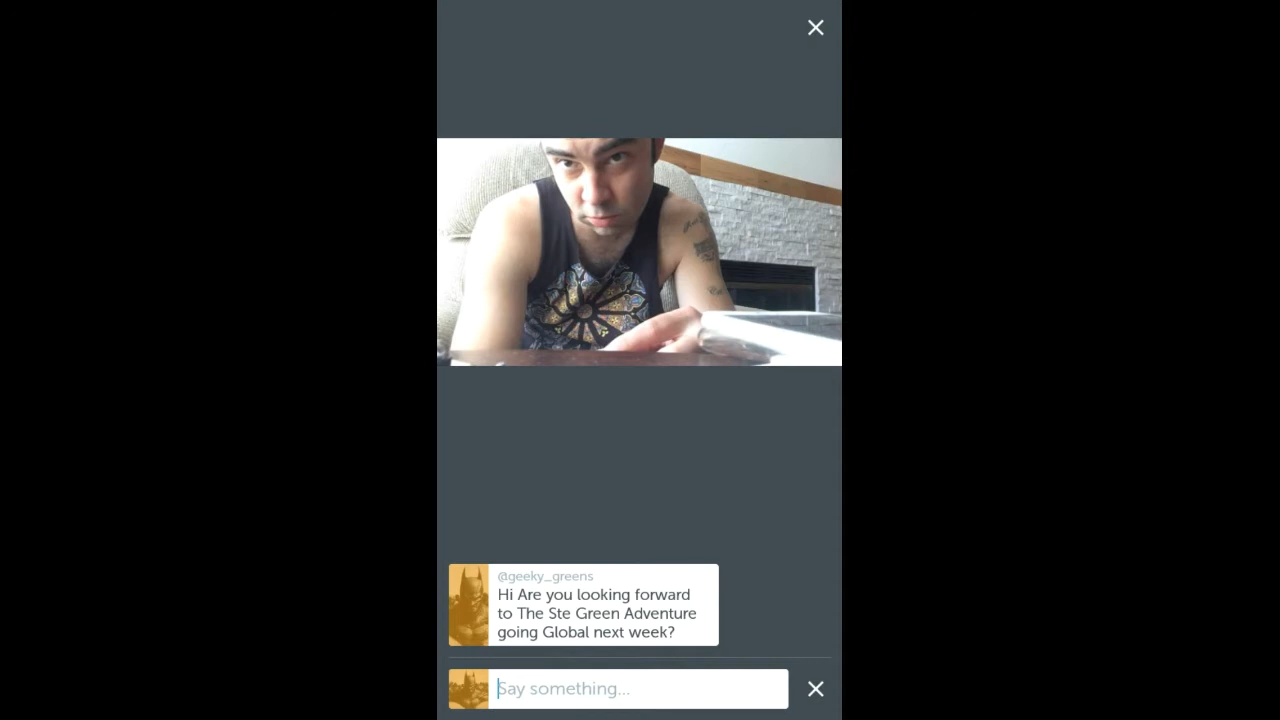 @geeky_greens
Hi Are you looking forward
to The Ste Green Adventure
going Global next week?
Say something...